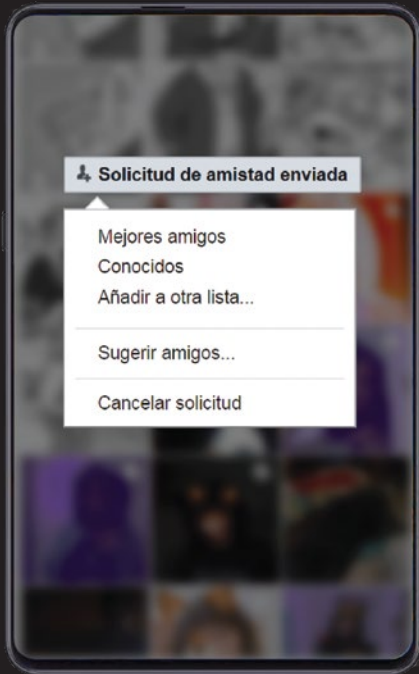 Solicitud de amistad enviada
Mejores amigos
Conocidos
Añadir a otra lista...
Sugerir amigos...
Cancelar solicitud